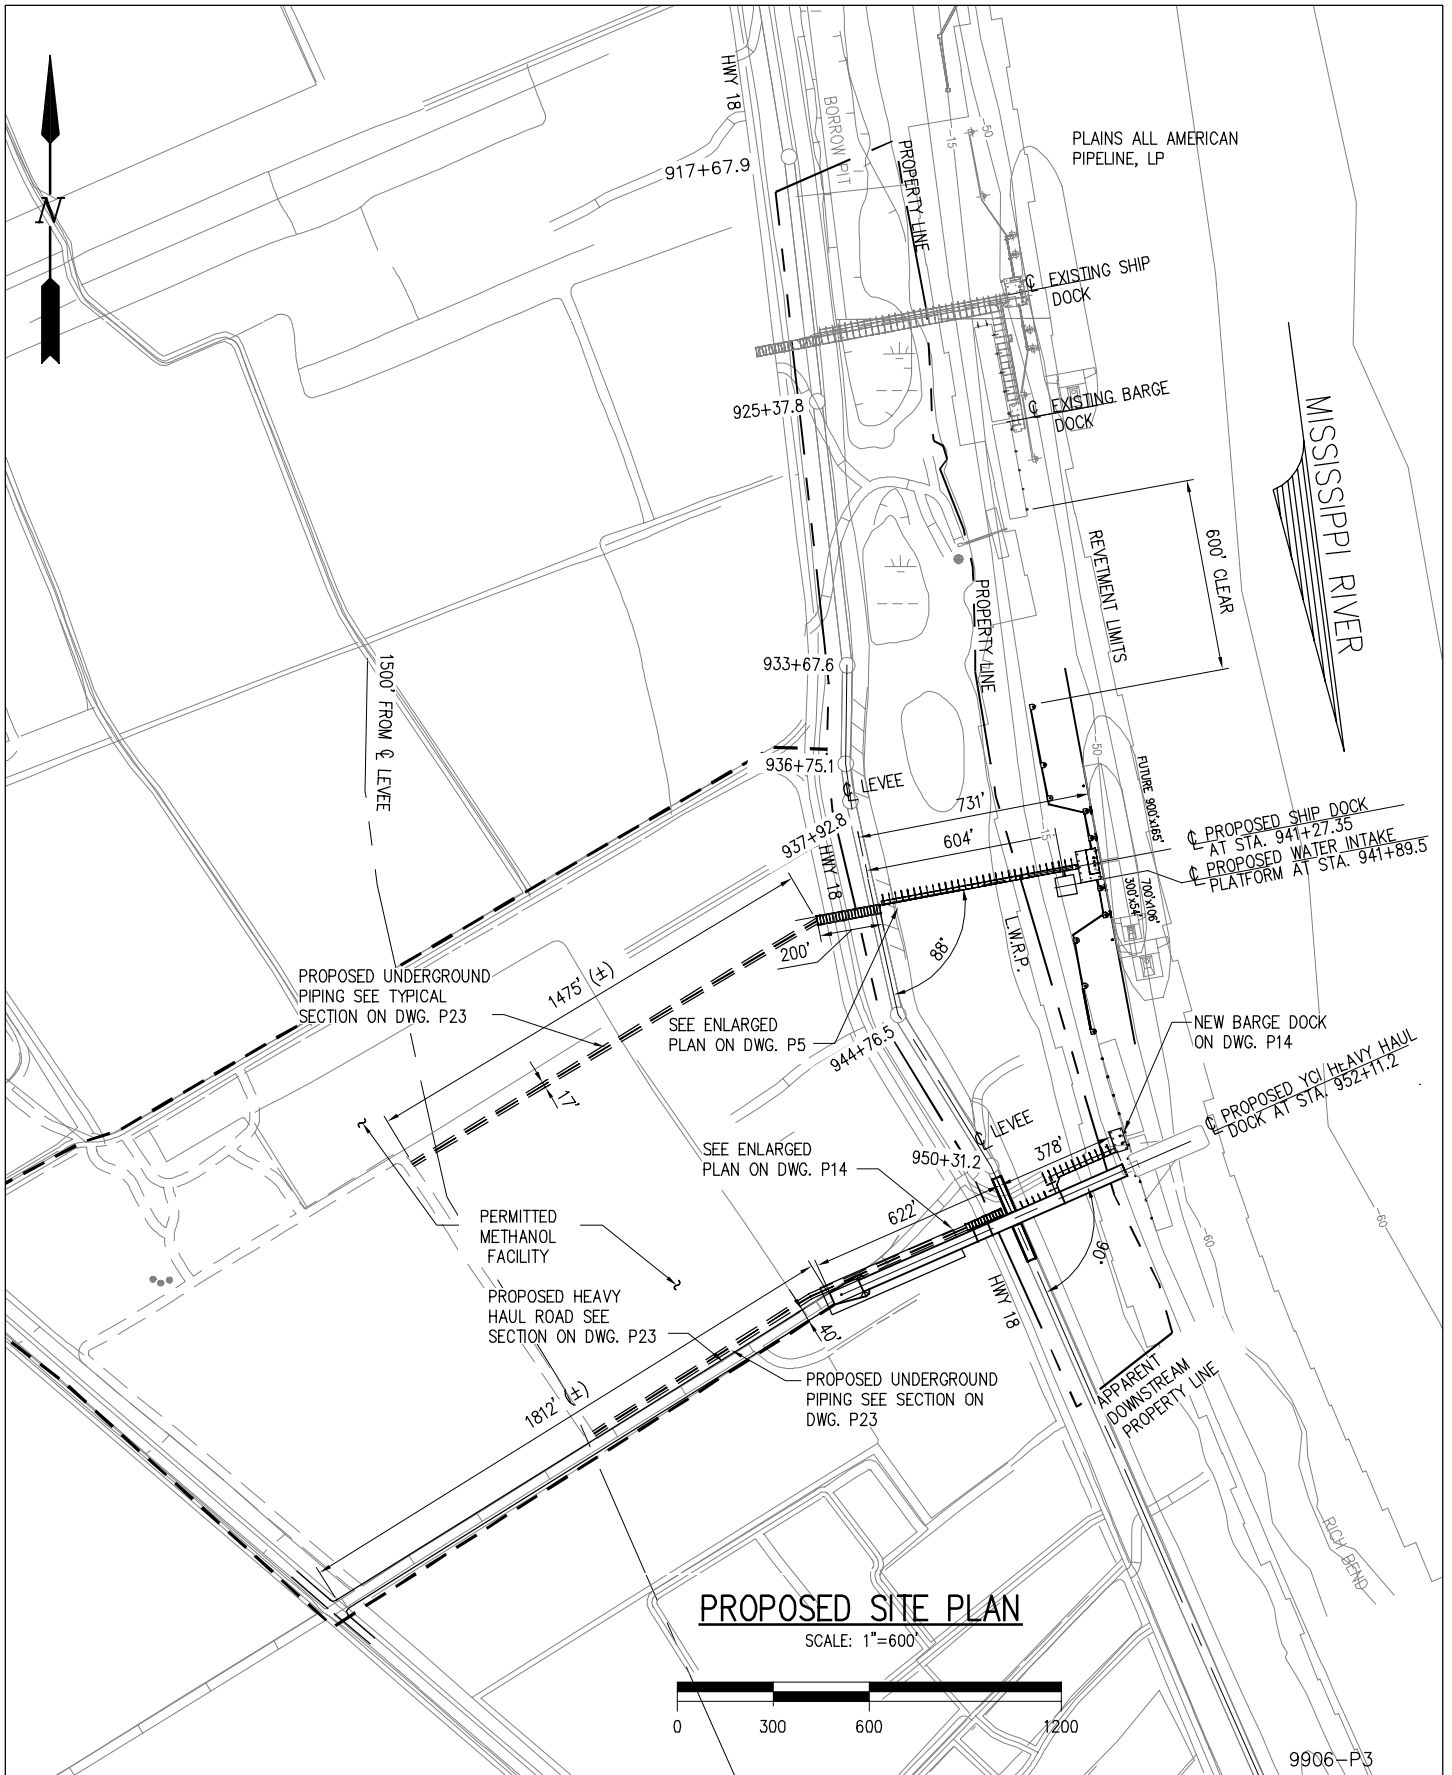 HWY 18
BORROW PIT
-15
-50
PLAINS ALL AMERICAN
PIPELINE, LP
917+67.9
PROPERTY LINE
N
℄ EXISTING SHIP
DOCK
925+37.8
℄ EXISTING BARGE
DOCK
MISSISSIPPI RIVER
600' CLEAR
REVETMENT LIMITS
PROPERTY LINE
933+67.6
1500' FROM ℄ LEVEE
936+75.1
℄ LEVEE
731'
-50
FUTURE 900'x165'
937+92.8
HWY 18
604'
-15
℄ PROPOSED SHIP DOCK
AT STA. 941+27.35
℄ PROPOSED WATER INTAKE
PLATFORM AT STA. 941+89.5
700'x106'
300'x54'
200'
88°
L.W.R.P.
PROPOSED UNDERGROUND
PIPING SEE TYPICAL
SECTION ON DWG. P23
1475' (±)
SEE ENLARGED
PLAN ON DWG. P5
944+76.5
NEW BARGE DOCK
ON DWG. P14
17'
℄ PROPOSED YCI HEAVY HAUL
DOCK AT STA. 952+11.2
℄ LEVEE
SEE ENLARGED
PLAN ON DWG. P14
950+31.2
378'
622'
PERMITTED
METHANOL
FACILITY
90°
-60
-60
PROPOSED HEAVY
HAUL ROAD SEE
SECTION ON DWG. P23
HWY 18
40'
PROPOSED UNDERGROUND
PIPING SEE SECTION ON
DWG. P23
APPARENT
DOWNSTREAM
PROPERTY LINE
1812' (±)
RICH BEND
PROPOSED SITE PLAN
SCALE: 1"=600'
0 300 600 1200
9906-P3